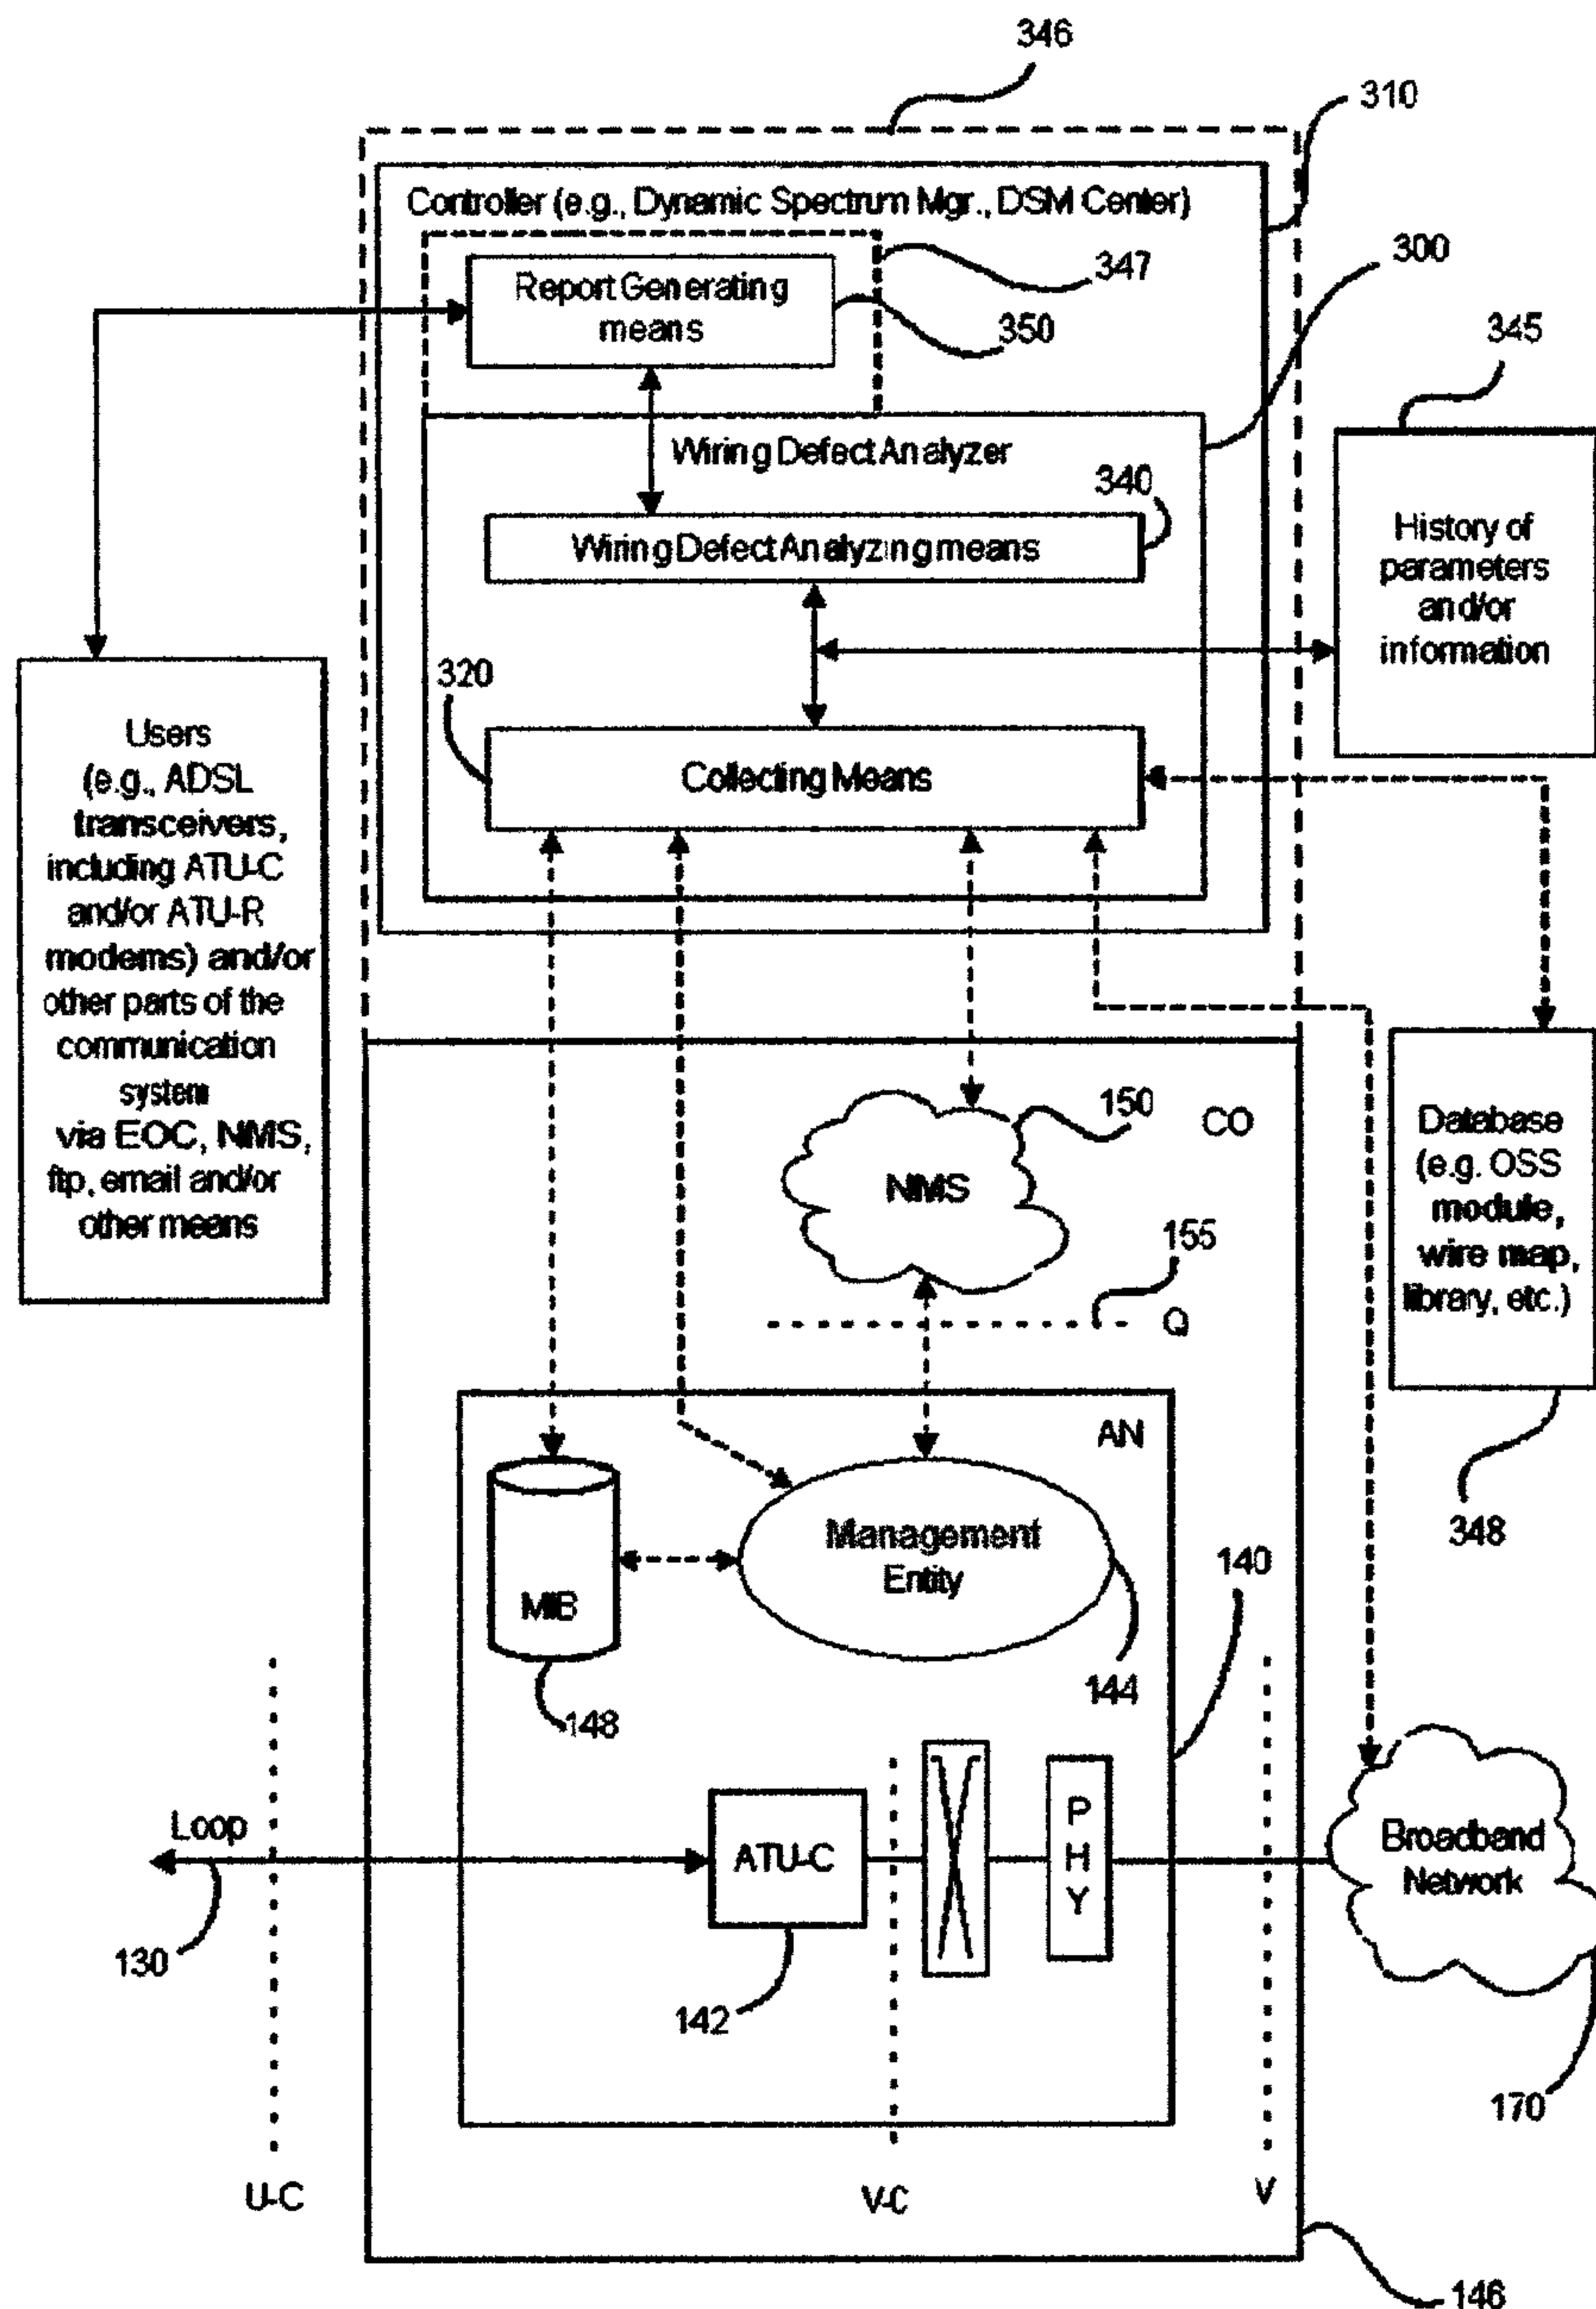 346
310
Controller (e.g., Dynamic Spectrum Mgr., DSM Center)
300
347
Report Generating
means
350
345
Wiring Defect Analyzer
340
Wiring Defect Analyzing means
History of
parameters
and/or
information
320
Collecting Means
Users
(e.g., ADSL
transceivers,
including ATU-C
and/or ATU-R
modems) and/or
other parts of the
communication
system
via EOC, NMS,
ftp, email and/or
other means
150
CO
NMS
155
Q
Database
(e.g. OSS
module,
wire map,
library, etc.)
348
AN
Management
Entity
MIB
140
144
148
Loop
130
ATU-C
142
P
H
Y
Broadband
Network
170
U-C
V-C
V
146